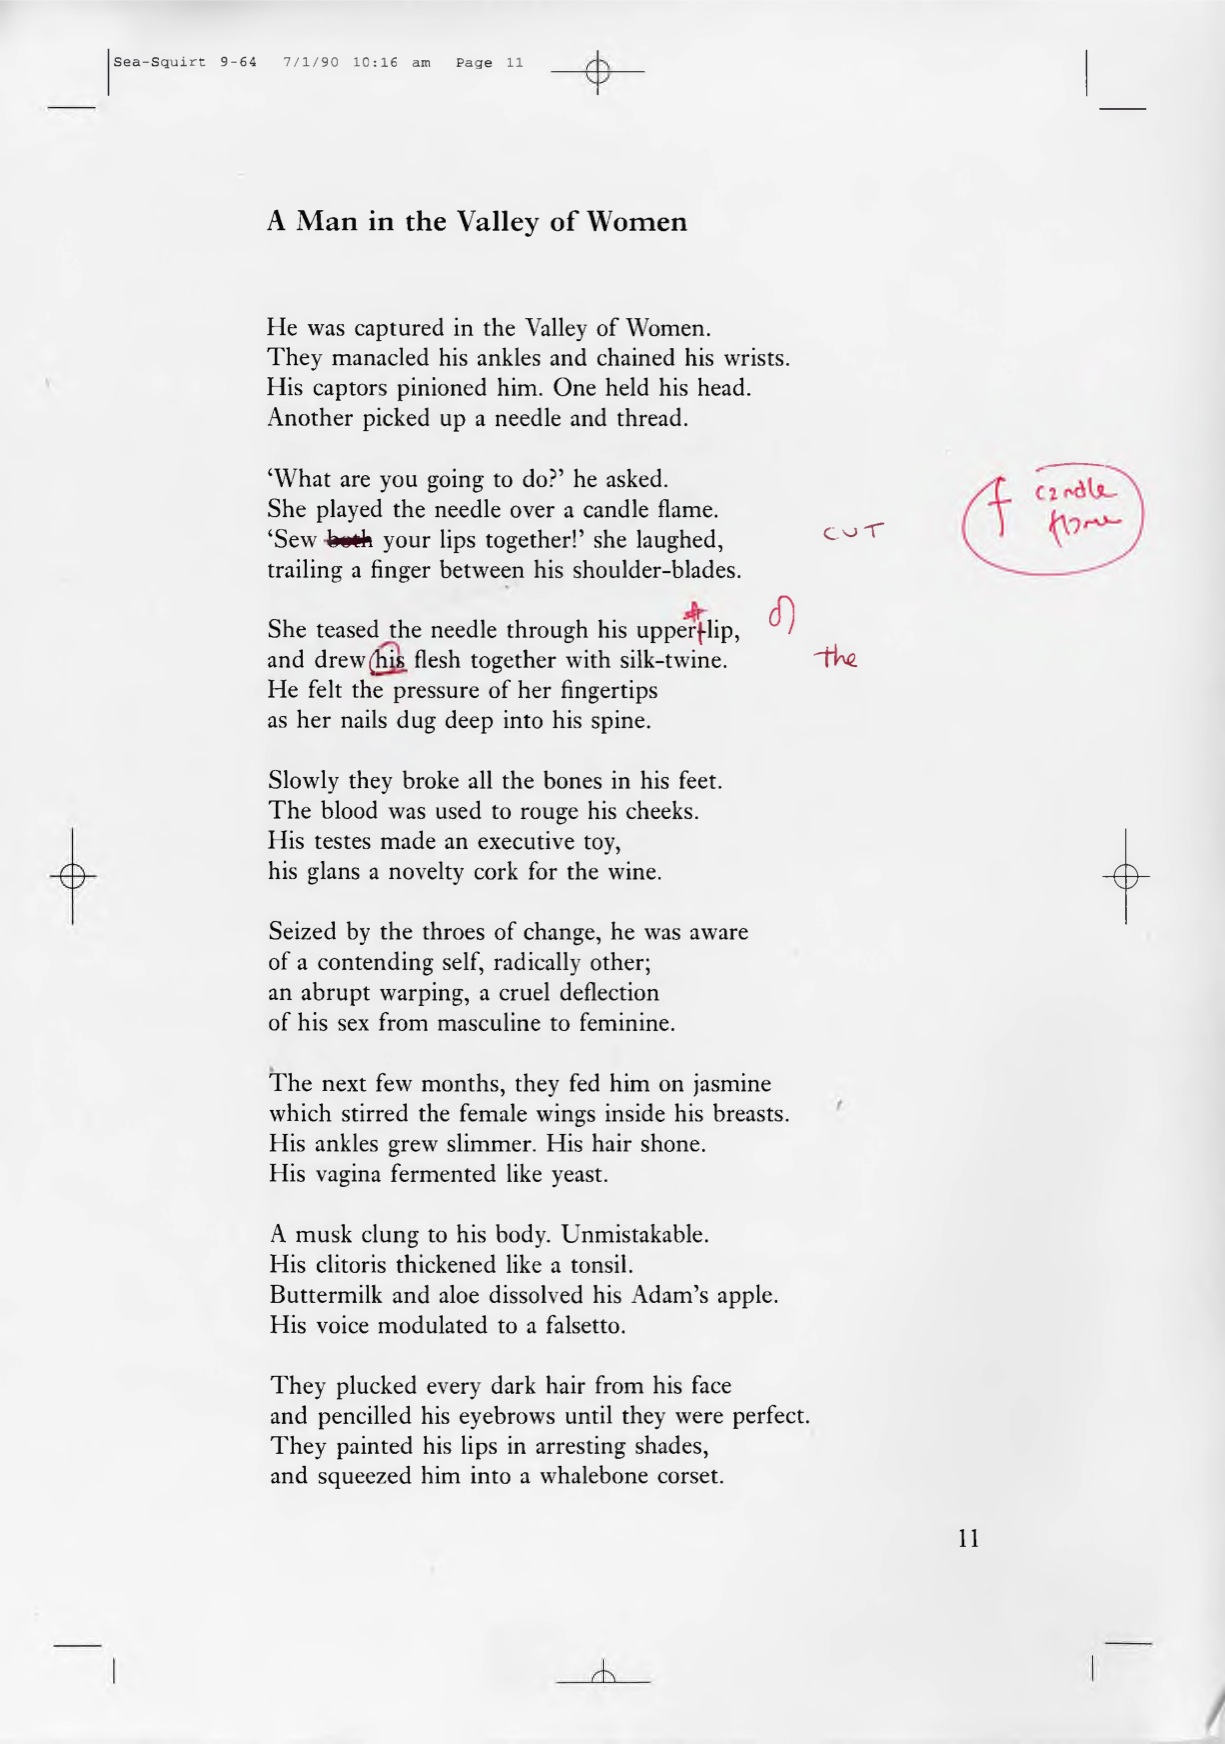 Sea-Squirt 9-64 7/1/90 10:16 am Page 11
A Man in the Valley of Women
He was captured in the Valley of Women.
They manacled his ankles and chained his wrists.
His captors pinioned him. One held his head.
Another picked up a needle and thread.
‘What are you going to do?’ he asked.
She played the needle over a candle flame.
candle
flame
‘Sew both your lips together!’ she laughed,
CUT
trailing a finger between his shoulder-blades.
She teased the needle through his upper-lip,
and drew his flesh together with silk-twine.
the
He felt the pressure of her fingertips
as her nails dug deep into his spine.
Slowly they broke all the bones in his feet.
The blood was used to rouge his cheeks.
His testes made an executive toy,
his glans a novelty cork for the wine.
Seized by the throes of change, he was aware
of a contending self, radically other;
an abrupt warping, a cruel deflection
of his sex from masculine to feminine.
The next few months, they fed him on jasmine
which stirred the female wings inside his breasts.
His ankles grew slimmer. His hair shone.
His vagina fermented like yeast.
A musk clung to his body. Unmistakable.
His clitoris thickened like a tonsil.
Buttermilk and aloe dissolved his Adam’s apple.
His voice modulated to a falsetto.
They plucked every dark hair from his face
and pencilled his eyebrows until they were perfect.
They painted his lips in arresting shades,
and squeezed him into a whalebone corset.
11